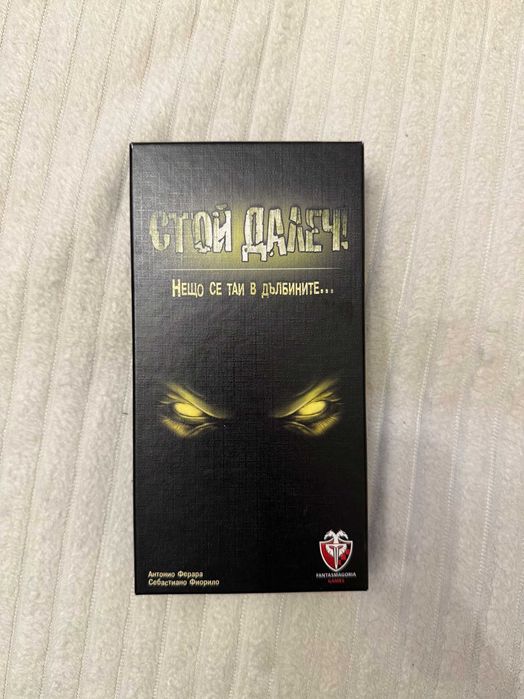 СТОЙ ДАЛЕЧ!
НЕЩО СЕ ТАИ В ДЪЛБИНИТЕ...
Антонио Ферара
Себастиано Фиорило
FANTASMAGORIA
GAMES